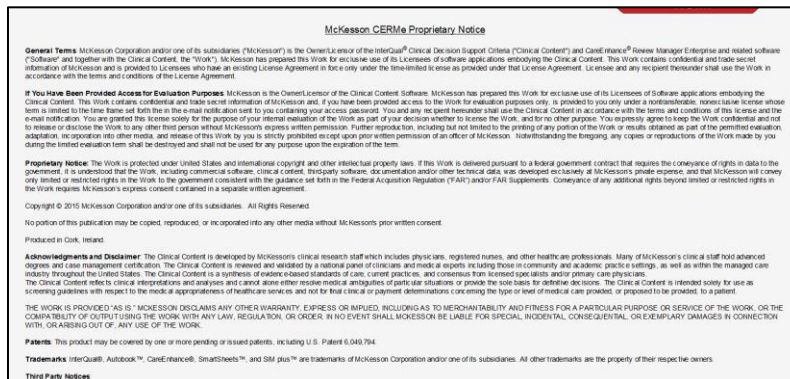 McKesson CERMe Proprietary Notice
General Terms: McKesson Corporation and/or one of its subsidiaries ("McKesson") is the Owner/Licensor of the InterQual® Clinical Decision Support Criteria ("Clinical Content") and CareEnhance® Review Manager Enterprise and related software
("Software" and together with the Clinical Content, the "Work"). McKesson has prepared this Work for exclusive use of its Licensees of software applications embodying the Clinical Content. This Work contains confidential and trade secret
information of McKesson and is provided to Licensees who have an existing License Agreement in force only under the time-limited license as provided under that License Agreement. Licensee and any recipient thereunder shall use the Work in
accordance with the terms and conditions of the License Agreement.
If You Have Been Provided Access for Evaluation Purposes: McKesson is the Owner/Licensor of the Clinical Content Software. McKesson has prepared this Work for exclusive use of its Licensees of Software applications embodying the
Clinical Content. This Work contains confidential and trade secret information of McKesson and, if you have been provided access to the Work for evaluation purposes only, is provided to you only under a nontransferable, nonexclusive license whose
term is limited to the time frame set forth the in the e-mail notification sent to you containing your access password. You and any recipient hereunder shall use the Clinical Content in accordance with the terms and conditions of this license and the
e-mail notification. You are granted this license solely for the purpose of your internal evaluation of the Work as part of your decision whether to license the Work, and for no other purpose. You expressly agree to keep the Work confidential and not
to release or disclose the Work to any other third person without McKesson's express written permission. Further reproduction, including but not limited to the printing of any portion of the Work or results obtained as part of the permitted evaluation,
adaptation, incorporation into other media, and release of this Work by you is strictly prohibited except upon prior written permission of an officer of McKesson. Notwithstanding the foregoing, any copies or reproductions of the Work made by you
during the limited evaluation term shall be destroyed and shall not be used for any purpose upon the expiration of the term.
Proprietary Notice: The Work is protected under United States and international copyright and other intellectual property laws. If this Work is delivered pursuant to a federal government contract that requires the conveyance of rights in data to the
government, it is understood that the Work, including commercial software, clinical content, third-party software, documentation and/or other technical data, was developed exclusively at McKesson's private expense, and that McKesson will convey
only limited or restricted rights in the Work to the government consistent with the guidance set forth in the Federal Acquisition Regulation ("FAR") and/or FAR Supplements. Conveyance of any additional rights beyond limited or restricted rights in
the Work requires McKesson's express consent contained in a separate written agreement.
Copyright © 2015 McKesson Corporation and/or one of its subsidiaries. All Rights Reserved.
No portion of this publication may be copied, reproduced, or incorporated into any other media without McKesson's prior written consent.
Produced in Cork, Ireland.
Acknowledgments and Disclaimer: The Clinical Content is developed by McKesson's clinical research staff which includes physicians, registered nurses, and other healthcare professionals. Many of McKesson's clinical staff hold advanced
degrees and case management certification. The Clinical Content is reviewed and validated by a national panel of clinicians and medical experts including those in community and academic practice settings, as well as within the managed care
industry throughout the United States. The Clinical Content is a synthesis of evidence-based standards of care, current practices, and consensus from licensed specialists and/or primary care physicians.
The Clinical Content reflects clinical interpretations and analyses and cannot alone either resolve medical ambiguities of particular situations or provide the sole basis for definitive decisions. The Clinical Content is intended solely for use as
screening guidelines with respect to the medical appropriateness of healthcare services and not for final clinical or payment determinations concerning the type or level of medical care provided, or proposed to be provided, to a patient.
THE WORK IS PROVIDED "AS IS." MCKESSON DISCLAIMS ANY OTHER WARRANTY, EXPRESS OR IMPLIED, INCLUDING AS TO MERCHANTABILITY AND FITNESS FOR A PARTICULAR PURPOSE OR SERVICE OF THE WORK, OR THE
COMPATIBILITY OF OUTPUT USING THE WORK WITH ANY LAW, REGULATION, OR ORDER. IN NO EVENT SHALL MCKESSON BE LIABLE FOR SPECIAL, INCIDENTAL, CONSEQUENTIAL, OR EXEMPLARY DAMAGES IN CONNECTION
WITH, OR ARISING OUT OF, ANY USE OF THE WORK.
Patents: This product may be covered by one or more pending or issued patents, including U.S. Patent 6,049,794.
Trademarks: InterQual®, Autobook™, CareEnhance®, SmartSheets™, and SIM plus™ are trademarks of McKesson Corporation and/or one of its subsidiaries. All other trademarks are the property of their respective owners.
Third Party Notices: